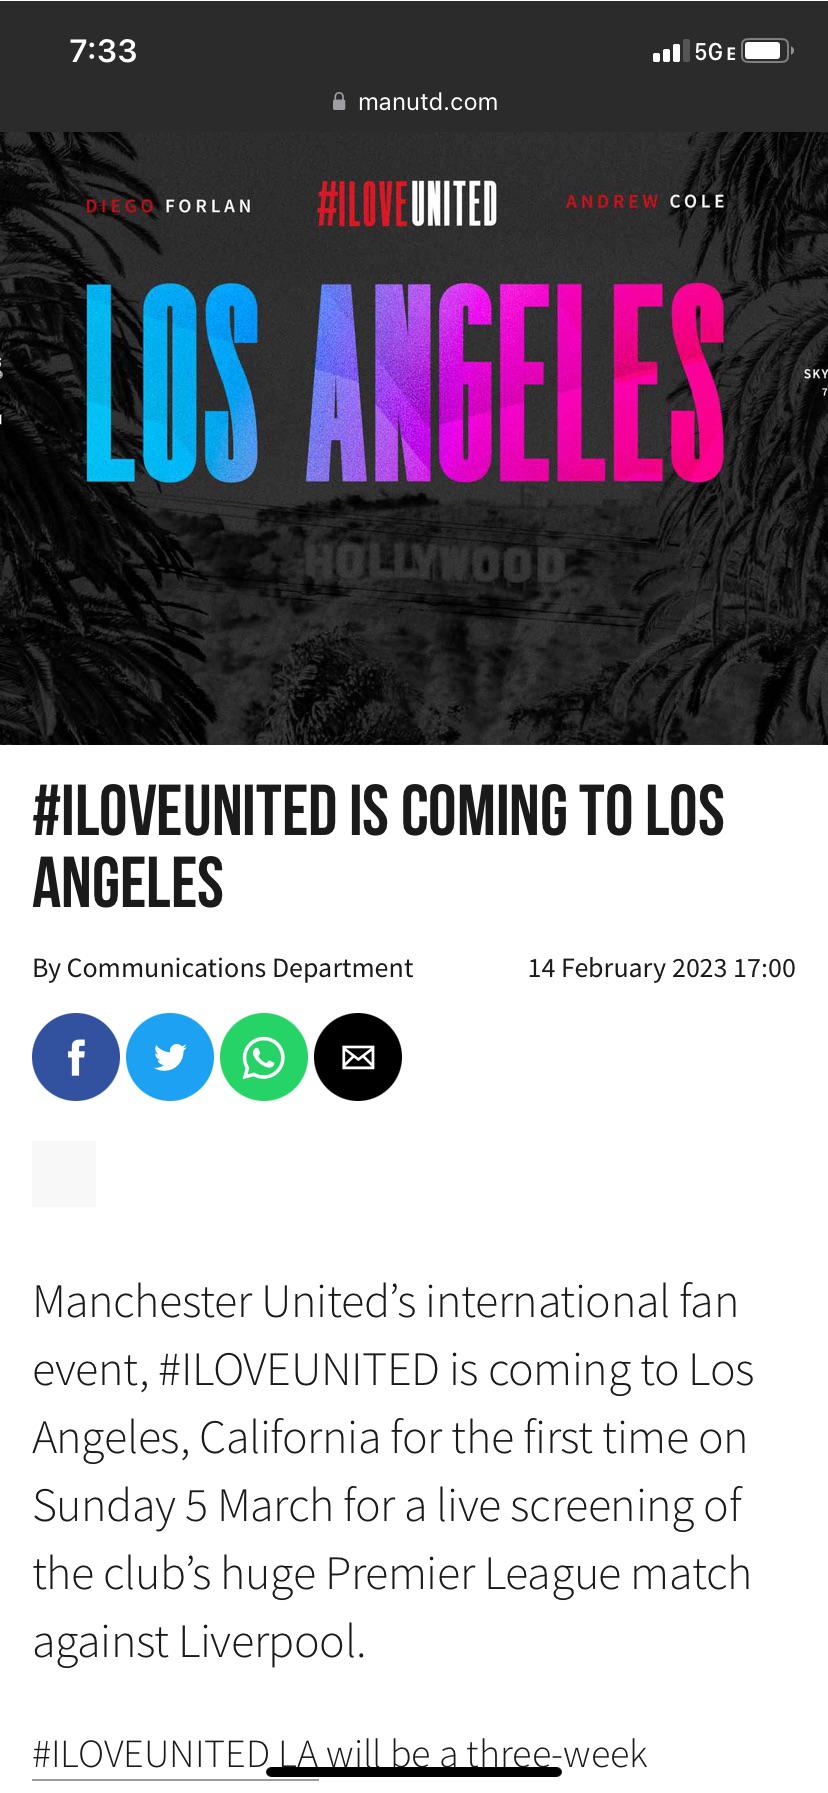 7:33
5GE
manutd.com
DIEGO FORLAN
#ILOVEUNITED
ANDREW COLE
LOS ANGELES
SKY
7
HOLLYWOOD
#ILOVEUNITED IS COMING TO LOS
ANGELES
By Communications Department 14 February 2023 17:00
Manchester United’s international fan
event, #ILOVEUNITED is coming to Los
Angeles, California for the first time on
Sunday 5 March for a live screening of
the club’s huge Premier League match
against Liverpool.
#ILOVEUNITED LA will be a three-week